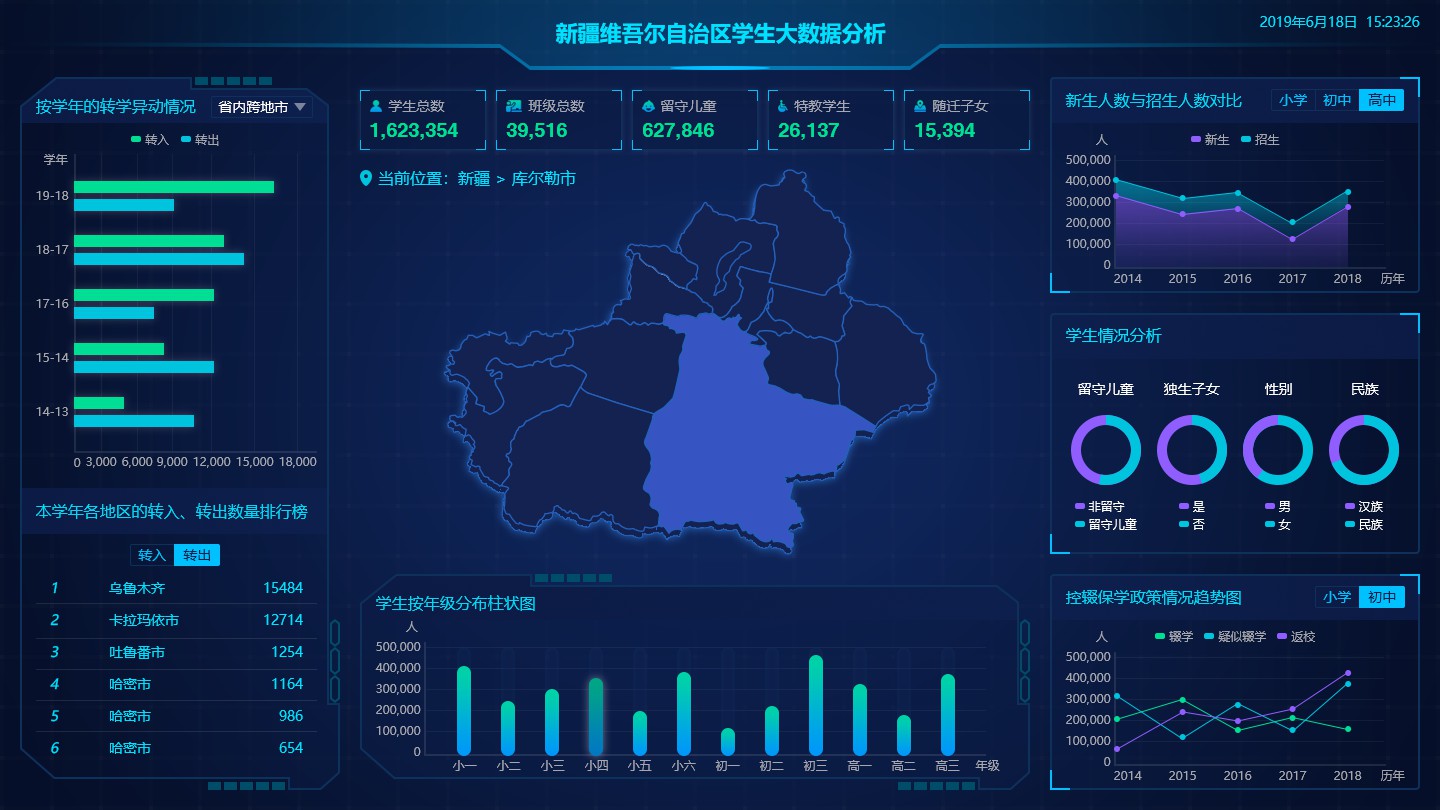 新疆维吾尔自治区学生大数据分析
2019年6月18日 15:23:26
按学年的转学异动情况
省内跨地市
转入
转出
学年
19-18
18-17
17-16
15-14
14-13
0 3,000 6,000 9,000 12,000 15,000 18,000
本学年各地区的转入、转出数量排行榜
转入 转出
1 乌鲁木齐 15484
2 卡拉玛依市 12714
3 吐鲁番市 1254
4 哈密市 1164
5 哈密市 986
6 哈密市 654
学生总数
1,623,354
班级总数
39,516
留守儿童
627,846
特教学生
26,137
随迁子女
15,394
当前位置：新疆 > 库尔勒市
学生按年级分布柱状图
人
500,000
400,000
300,000
200,000
100,000
0
小一 小二 小三 小四 小五 小六 初一 初二 初三 高一 高二 高三 年级
新生人数与招生人数对比
小学 初中 高中
人
新生 招生
500,000
400,000
300,000
200,000
100,000
0
2014 2015 2016 2017 2018 历年
学生情况分析
留守儿童 独生子女 性别 民族
非留守 是 男 汉族
留守儿童 否 女 民族
控辍保学政策情况趋势图
小学 初中
人
辍学 疑似辍学 返校
500,000
400,000
300,000
200,000
100,000
0
2014 2015 2016 2017 2018 历年